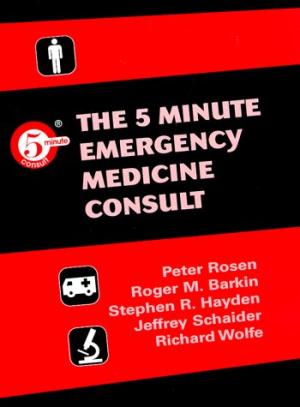 5
minute
CONSULT
®
THE 5 MINUTE
EMERGENCY
MEDICINE
CONSULT
Peter Rosen
Roger M. Barkin
Stephen R. Hayden
Jeffrey Schaider
Richard Wolfe